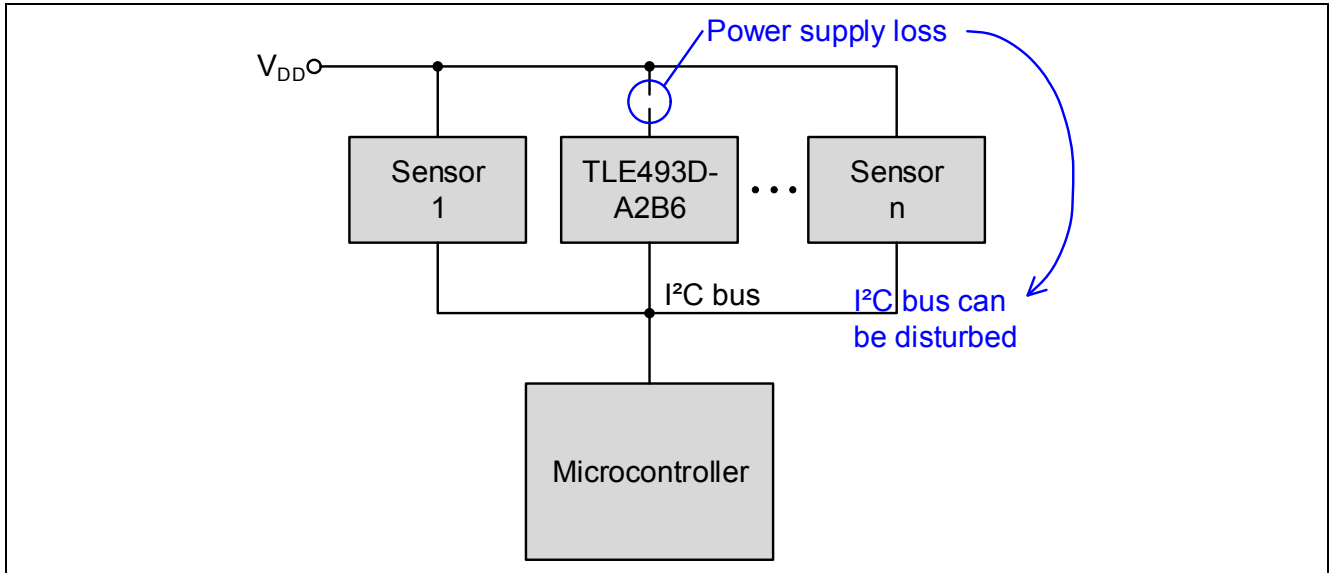 Power supply loss
VDD
Sensor
1
TLE493D-
A2B6
Sensor
n
I²C bus
I²C bus can
be disturbed
Microcontroller